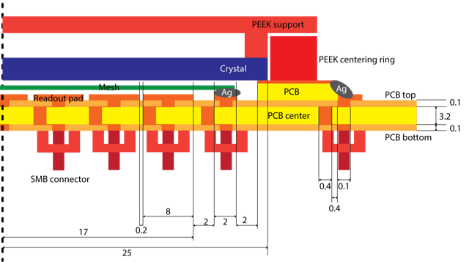 PEEK support
PEEK centering ring
Crystal
Mesh
Ag
Ag
PCB
Readout pad
PCB top
0.1
PCB center
3.2
PCB bottom
0.1
SMB connector
0.4
0.1
0.4
8
2
2
2
0.2
17
25